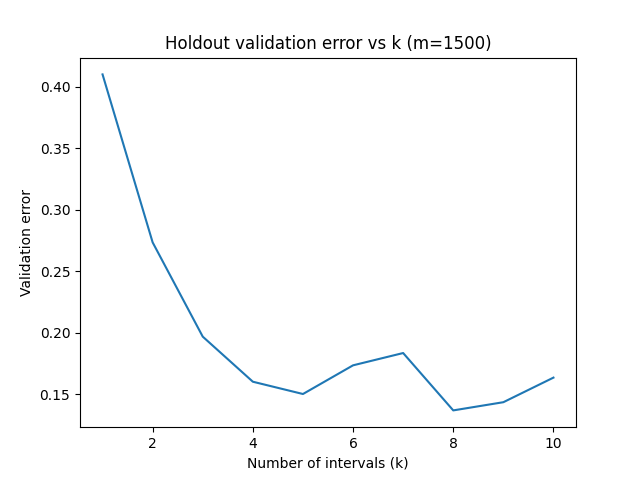 Holdout validation error vs k (m=1500)
Validation error
0.40
0.35
0.30
0.25
0.20
0.15
2 4 6 8 10
Number of intervals (k)